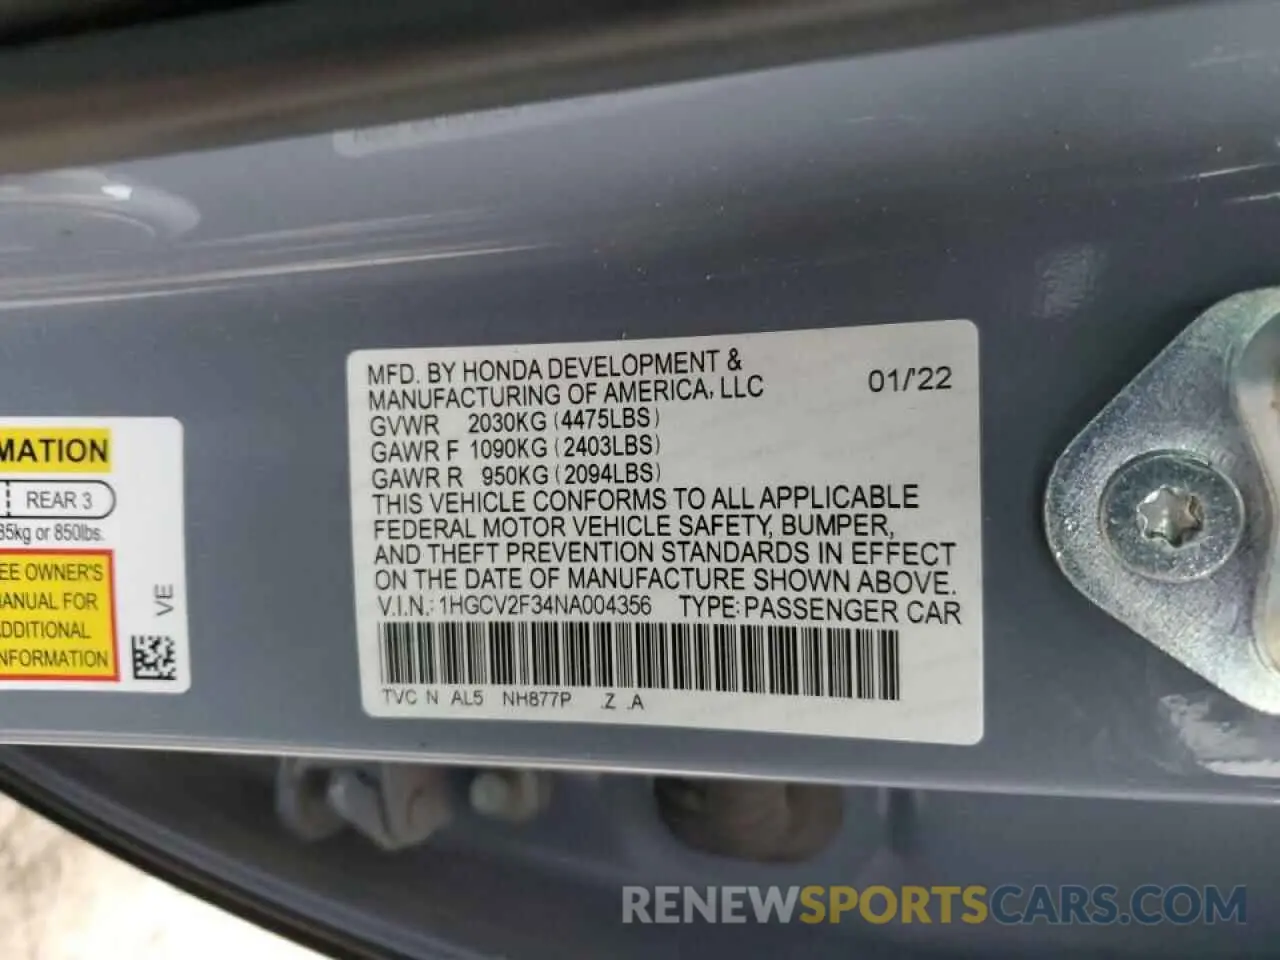 MFD. BY HONDA DEVELOPMENT &
MANUFACTURING OF AMERICA, LLC
01/'22
GVWR 2030KG (4475LBS)
GAWR F 1090KG (2403LBS)
GAWR R 950KG (2094LBS)
THIS VEHICLE CONFORMS TO ALL APPLICABLE
FEDERAL MOTOR VEHICLE SAFETY, BUMPER,
AND THEFT PREVENTION STANDARDS IN EFFECT
ON THE DATE OF MANUFACTURE SHOWN ABOVE.
V.I.N.: 1HGCV2F34NA004356 TYPE: PASSENGER CAR
TVC N AL5 NH877P .Z .A
MATION
REAR 3
85kg or 850lbs.
EE OWNER'S
MANUAL FOR
ADDITIONAL
INFORMATION
VE
RENEWSPORTSCARS.COM